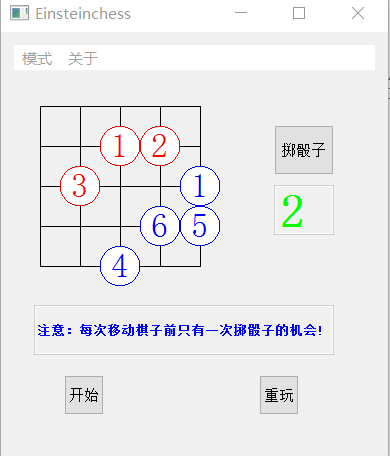 Einsteinchess
模式 关于
1 2
掷骰子
3 1
2
6 5
4
注意：每次移动棋子前只有一次掷骰子的机会！
开始 重玩